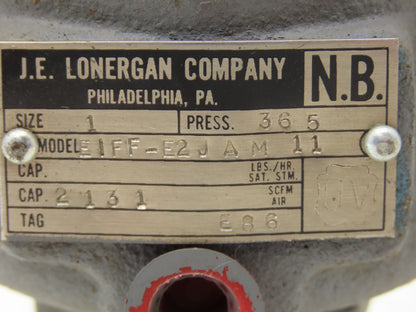 J.E. LONERGAN COMPANY N.B.
PHILADELPHIA, PA.
SIZE 1 PRESS. 365
MODEL E1FF-E2JAM 11
CAP. LBS./HR. SAT. STM.
CAP. 2131 SCFM AIR
TAG E86
UV